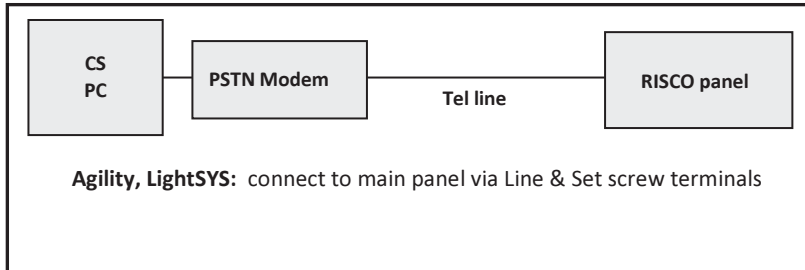 CS
PC
PSTN Modem
Tel line
RISCO panel
Agility, LightSYS: connect to main panel via Line & Set screw terminals